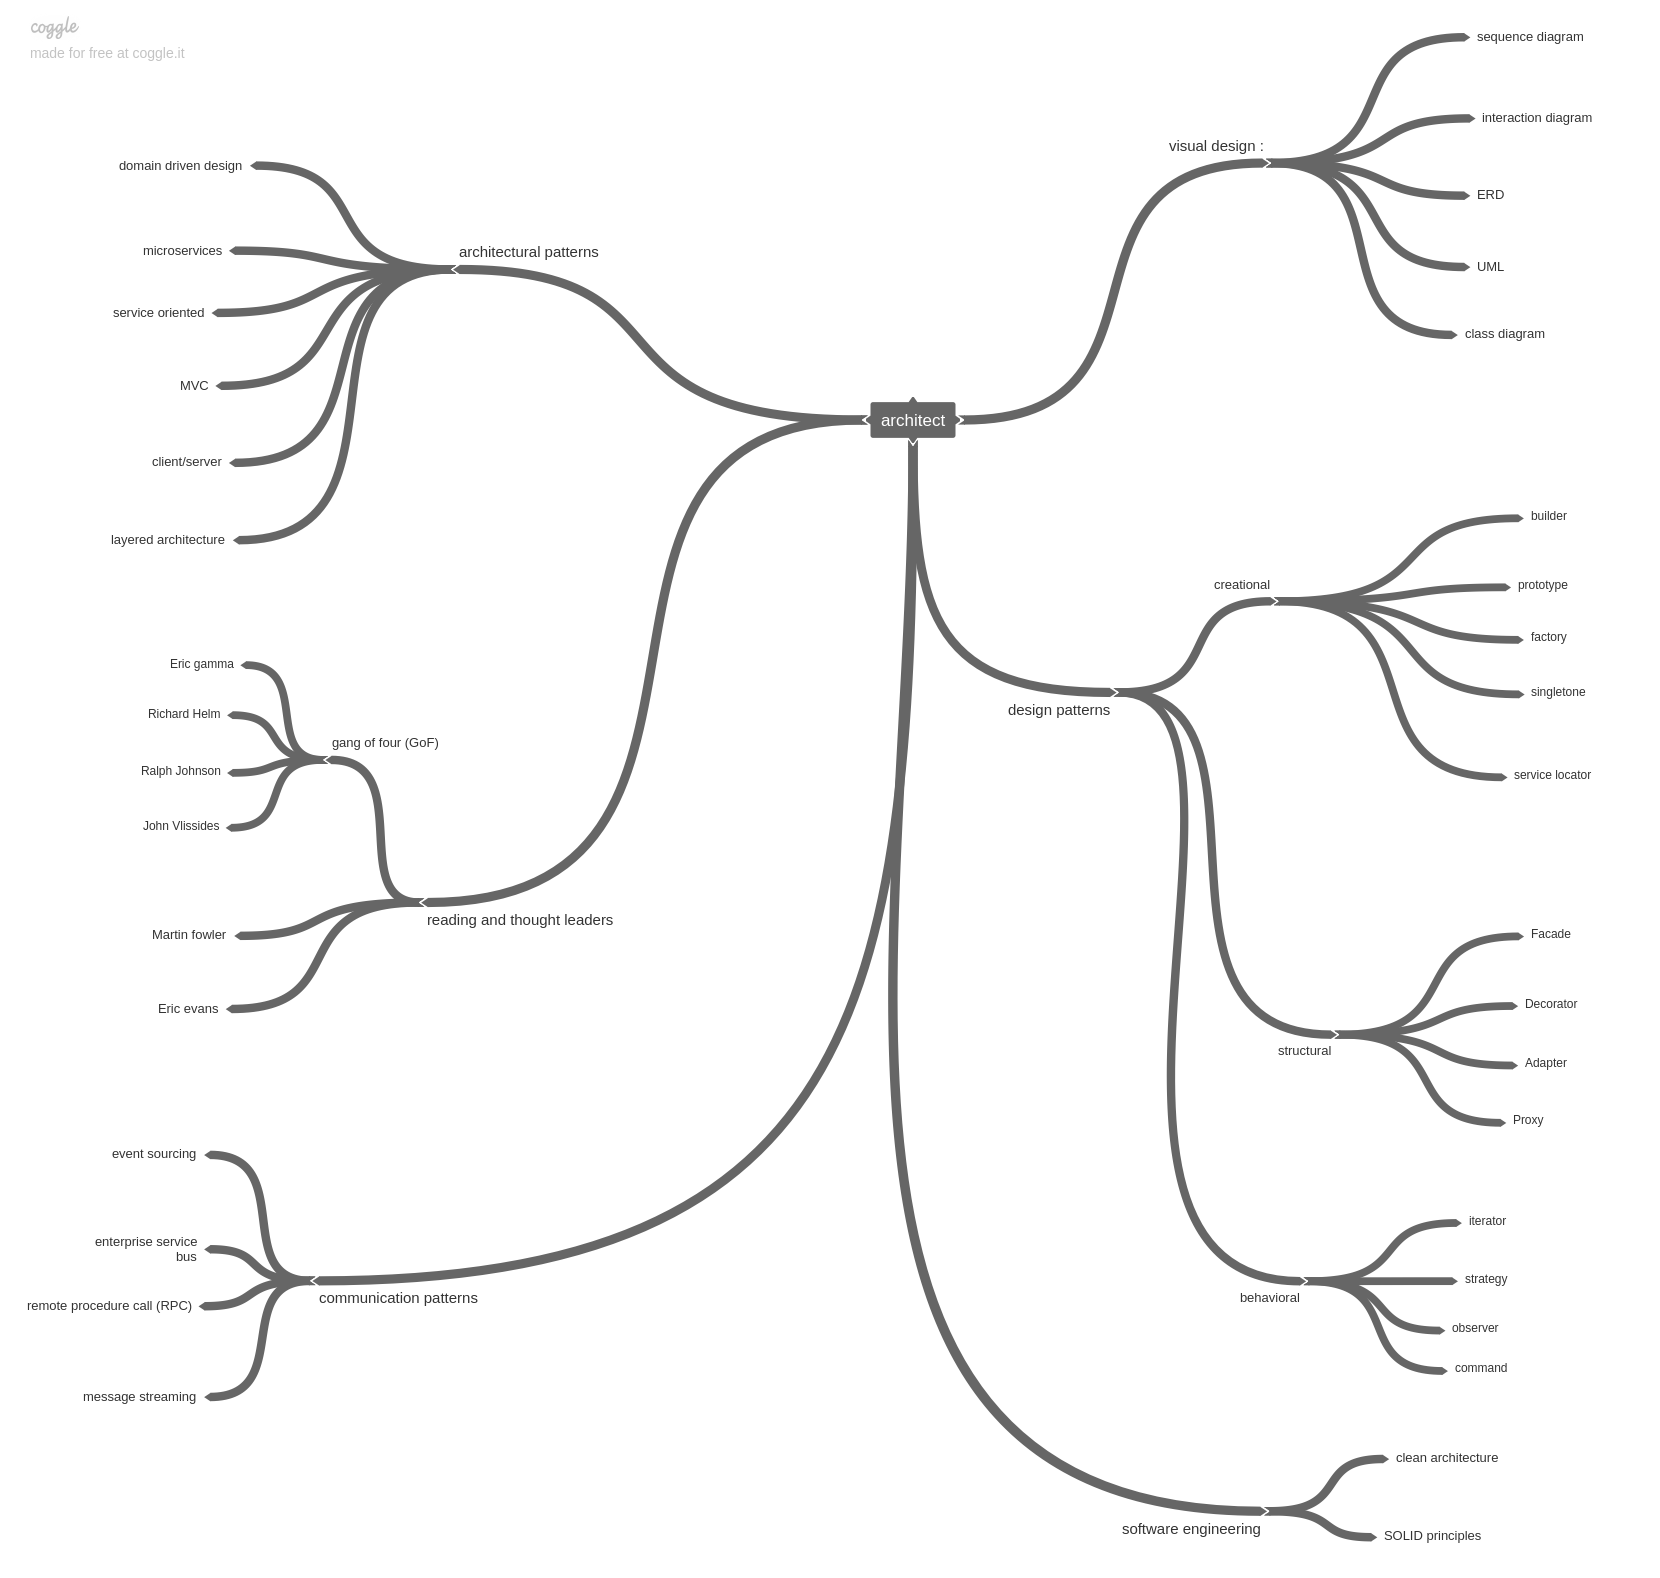 coggle
made for free at coggle.it
architect
visual design :
sequence diagram
interaction diagram
ERD
UML
class diagram
architectural patterns
domain driven design
microservices
service oriented
MVC
client/server
layered architecture
design patterns
creational
builder
prototype
factory
singletone
service locator
structural
Facade
Decorator
Adapter
Proxy
behavioral
iterator
strategy
observer
command
reading and thought leaders
gang of four (GoF)
Eric gamma
Richard Helm
Ralph Johnson
John Vlissides
Martin fowler
Eric evans
communication patterns
event sourcing
enterprise service
bus
remote procedure call (RPC)
message streaming
software engineering
clean architecture
SOLID principles